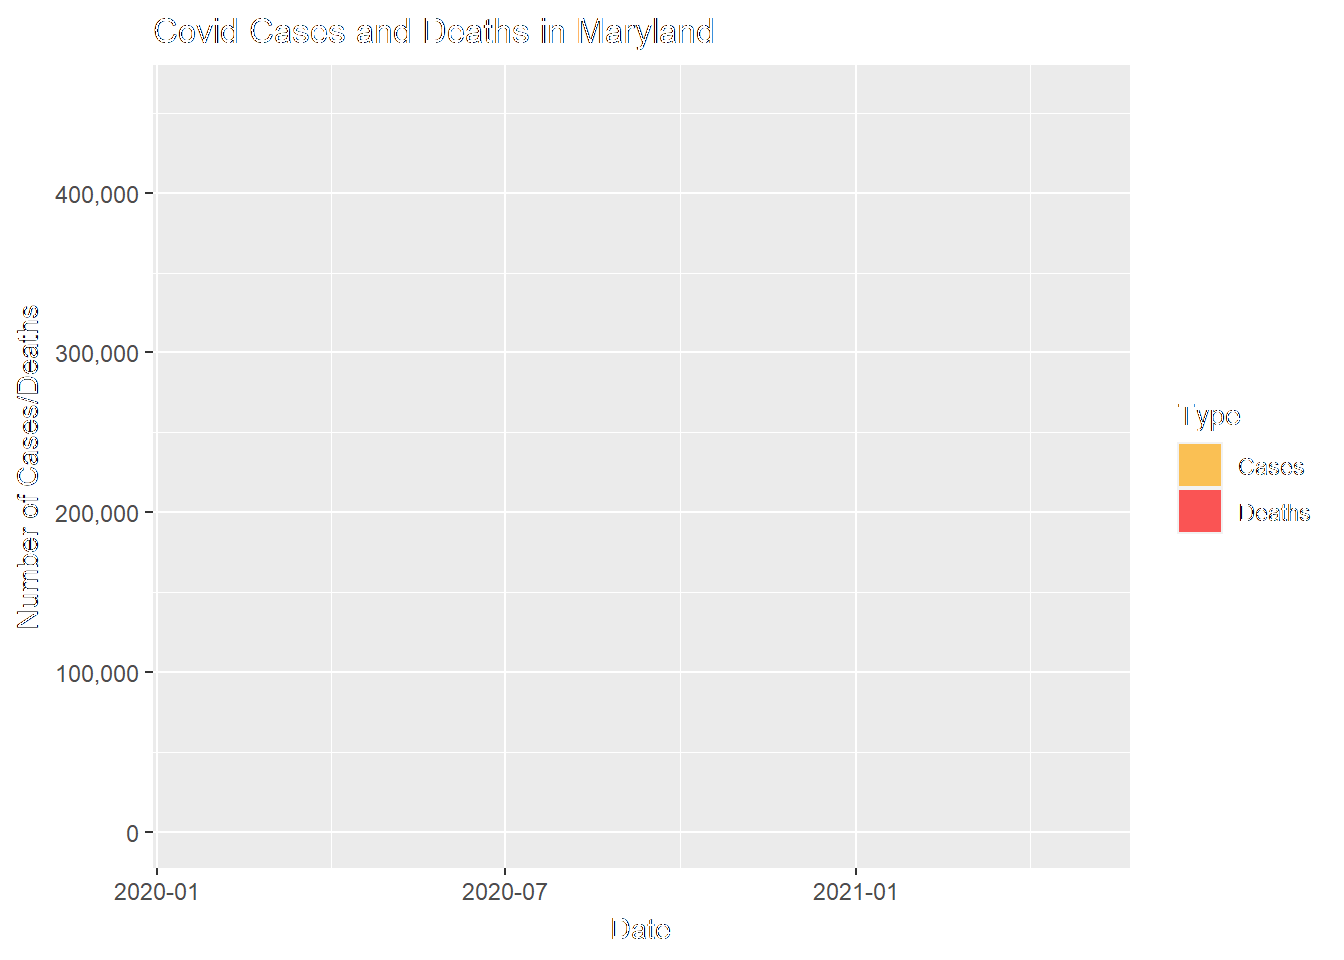 Covid Cases and Deaths in Maryland
Number of Cases/Deaths
400,000
300,000
200,000
100,000
0
2020-01
2020-07
2021-01
Date
Type
Cases
Deaths